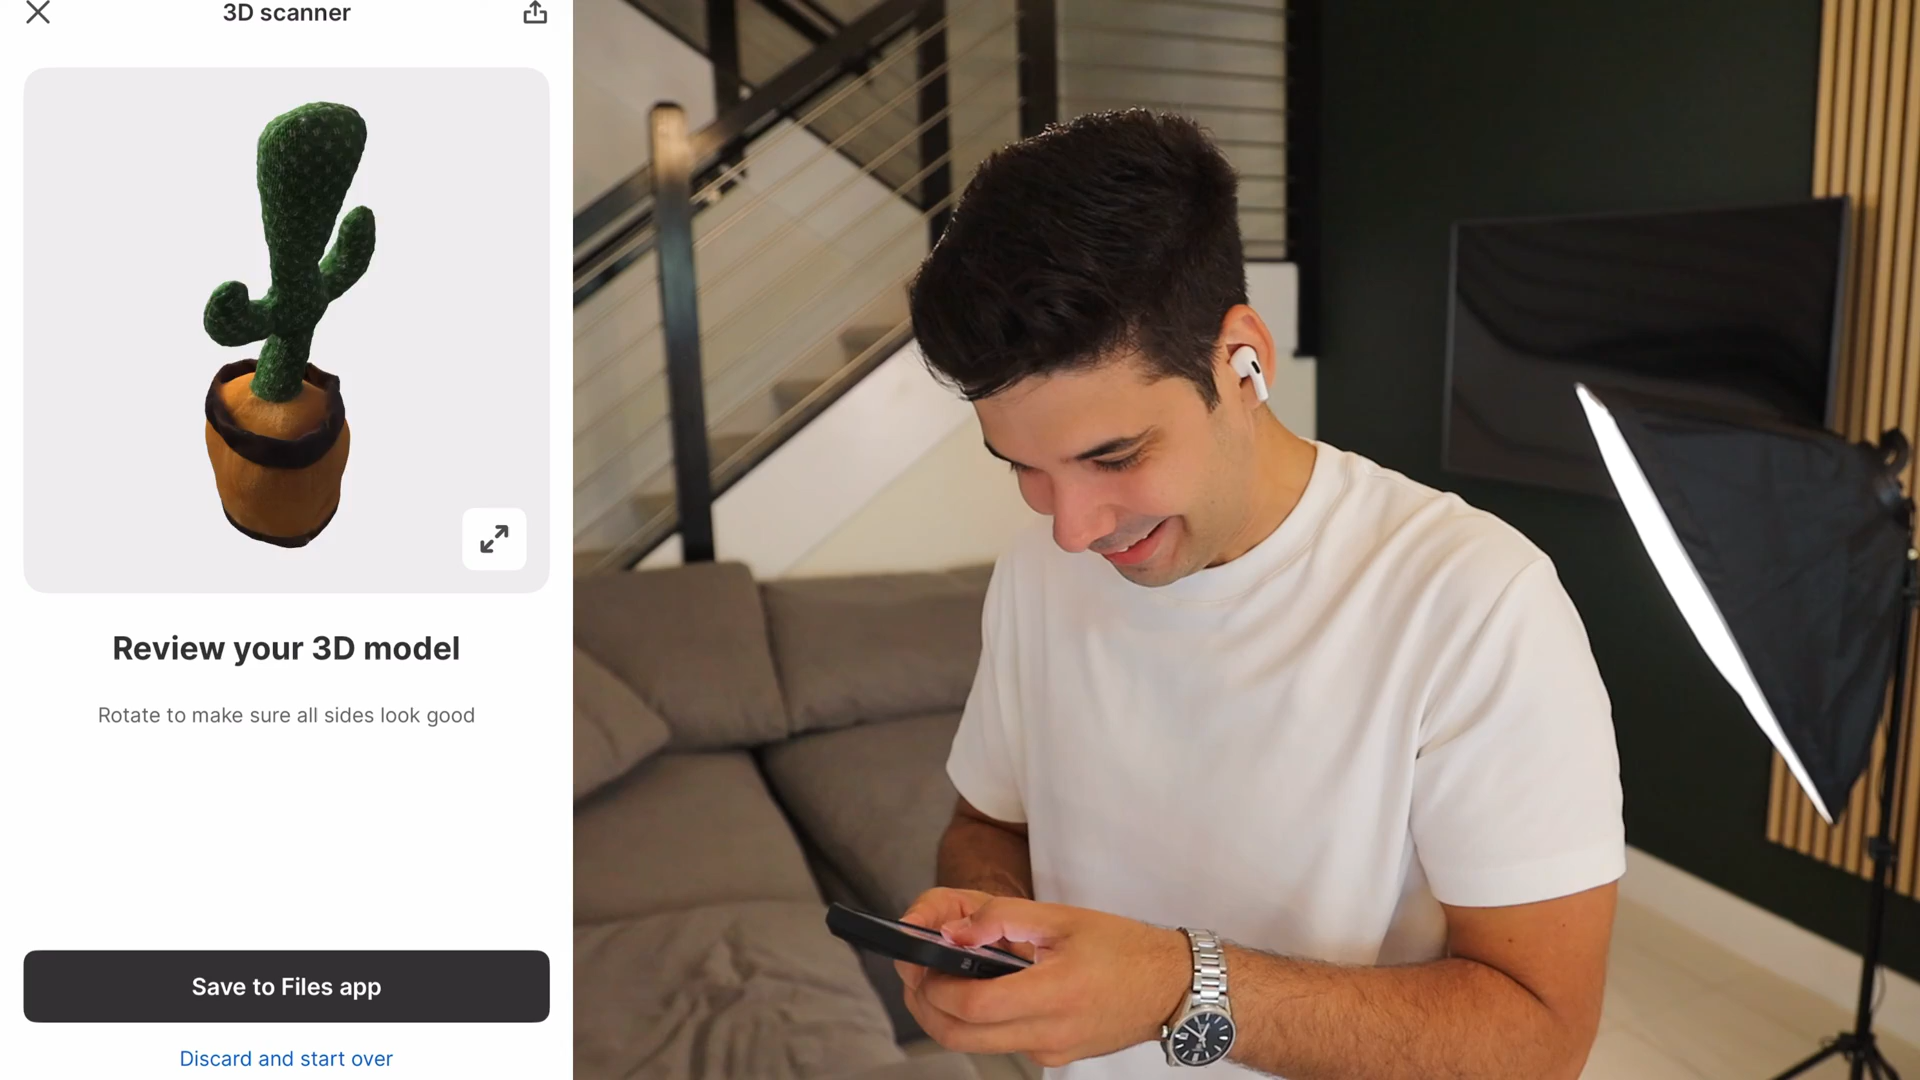 3D scanner
Review your 3D model
Rotate to make sure all sides look good
Save to Files app
Discard and start over